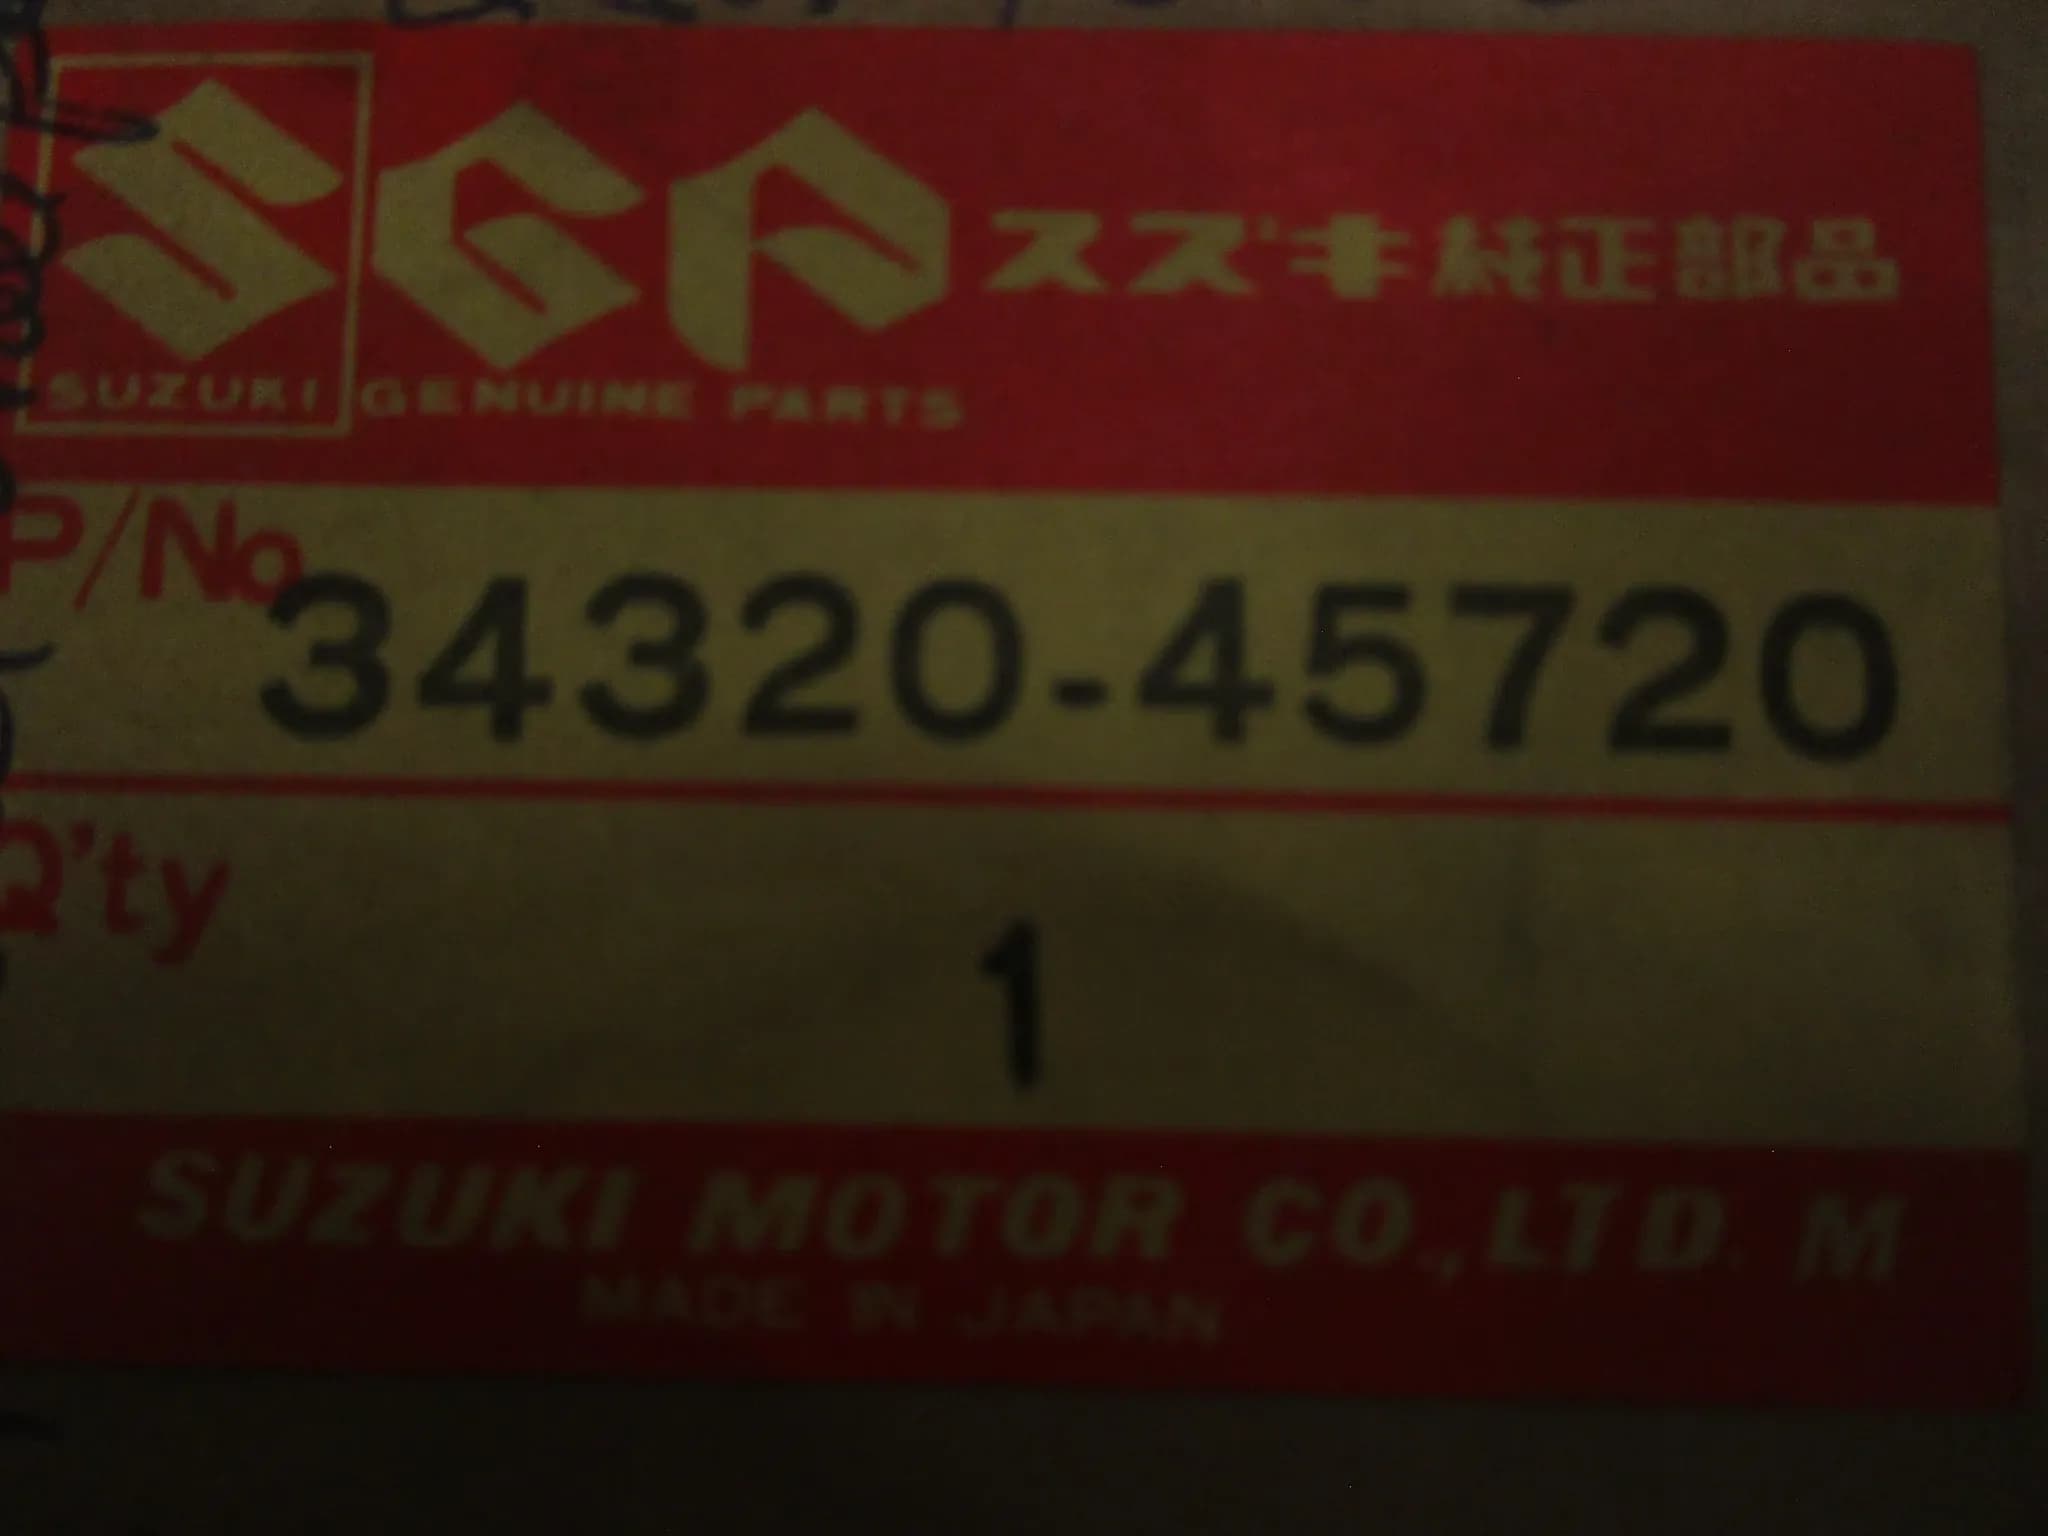 SGP スズキ純正部品
SUZUKI GENUINE PARTS
P/No. 34320-45720
Q'ty 1
SUZUKI MOTOR CO.,LTD. M
MADE IN JAPAN